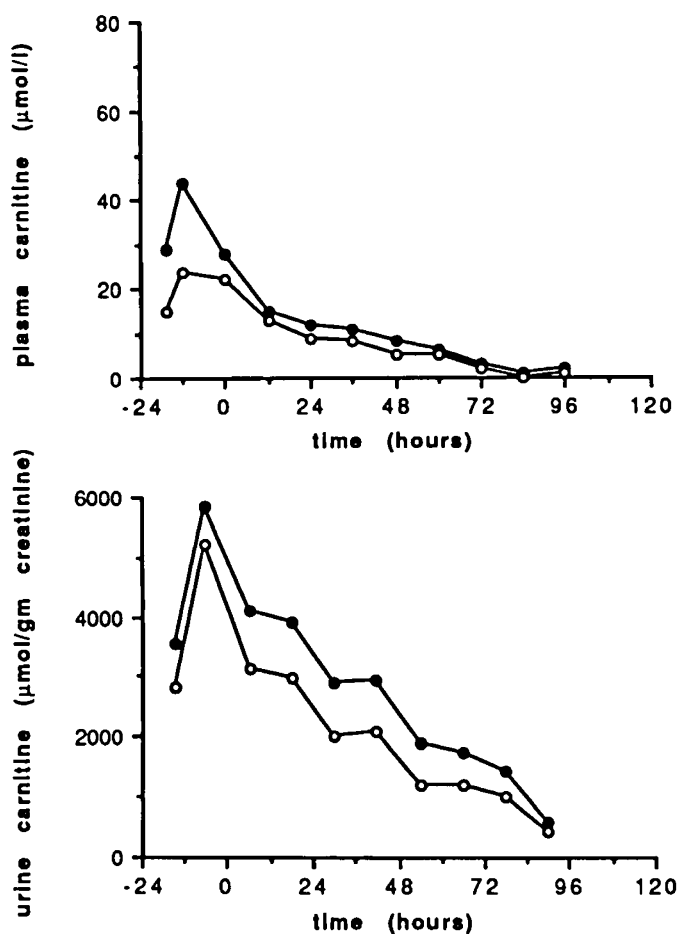 plasma carnitine (μmol/l)
80
60
40
20
0
-24 0 24 48 72 96 120
time (hours)
urine carnitine (μmol/gm creatinine)
6000
4000
2000
0
-24 0 24 48 72 96 120
time (hours)